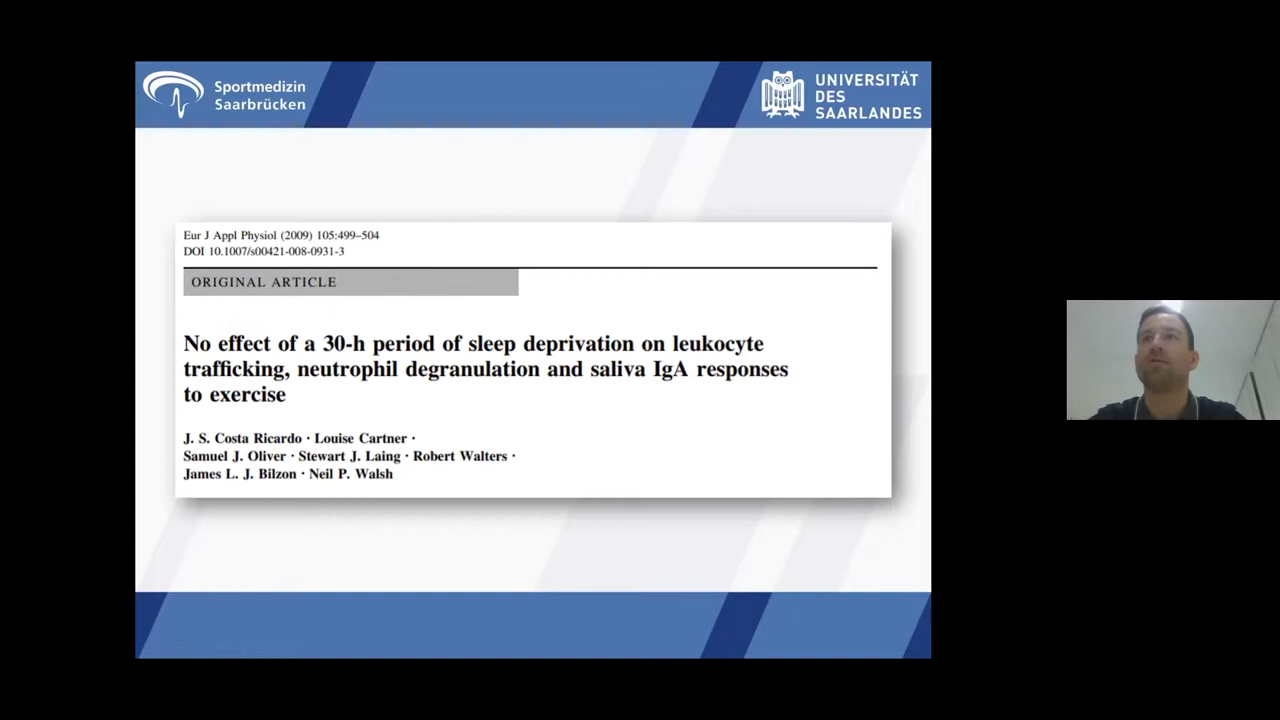 Sportmedizin
Saarbrücken
UNIVERSITÄT
DES
SAARLANDES
Eur J Appl Physiol (2009) 105:499–504
DOI 10.1007/s00421-008-0931-3
ORIGINAL ARTICLE
No effect of a 30-h period of sleep deprivation on leukocyte
trafficking, neutrophil degranulation and saliva IgA responses
to exercise
J. S. Costa Ricardo · Louise Cartner ·
Samuel J. Oliver · Stewart J. Laing · Robert Walters ·
James L. J. Bilzon · Neil P. Walsh